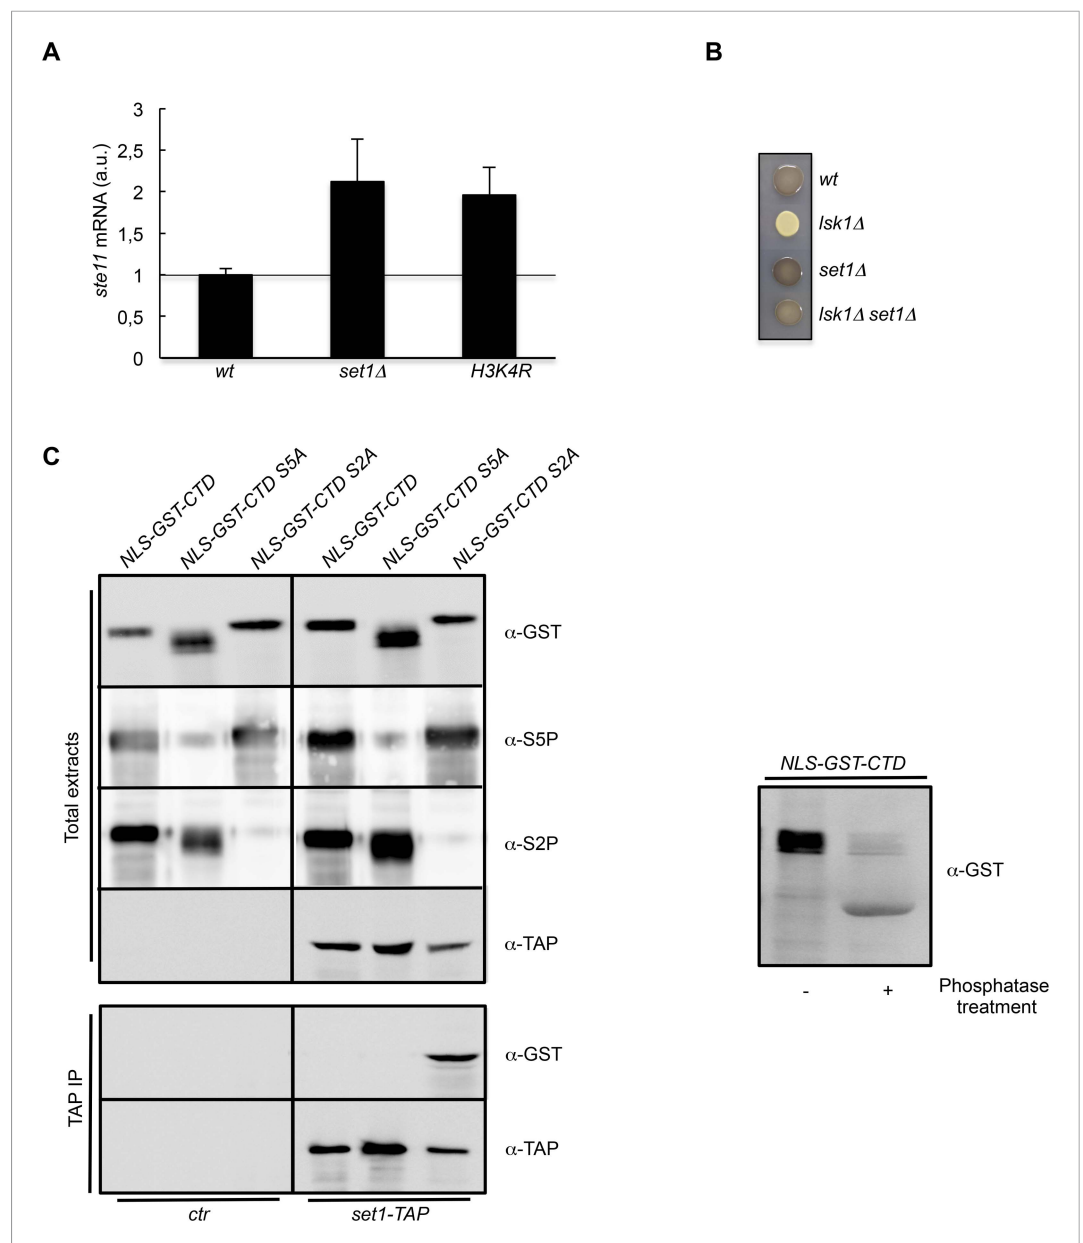 A
3
2,5
2
1,5
1
0,5
0
ste11 mRNA (a.u.)
wt
set1Δ
H3K4R
B
wt
lsk1Δ
set1Δ
lsk1Δ set1Δ
C
NLS-GST-CTD
NLS-GST-CTD S5A
NLS-GST-CTD S2A
NLS-GST-CTD
NLS-GST-CTD S5A
NLS-GST-CTD S2A
Total extracts
α-GST
α-S5P
α-S2P
α-TAP
TAP IP
α-GST
α-TAP
ctr
set1-TAP
NLS-GST-CTD
α-GST
- + Phosphatase
treatment